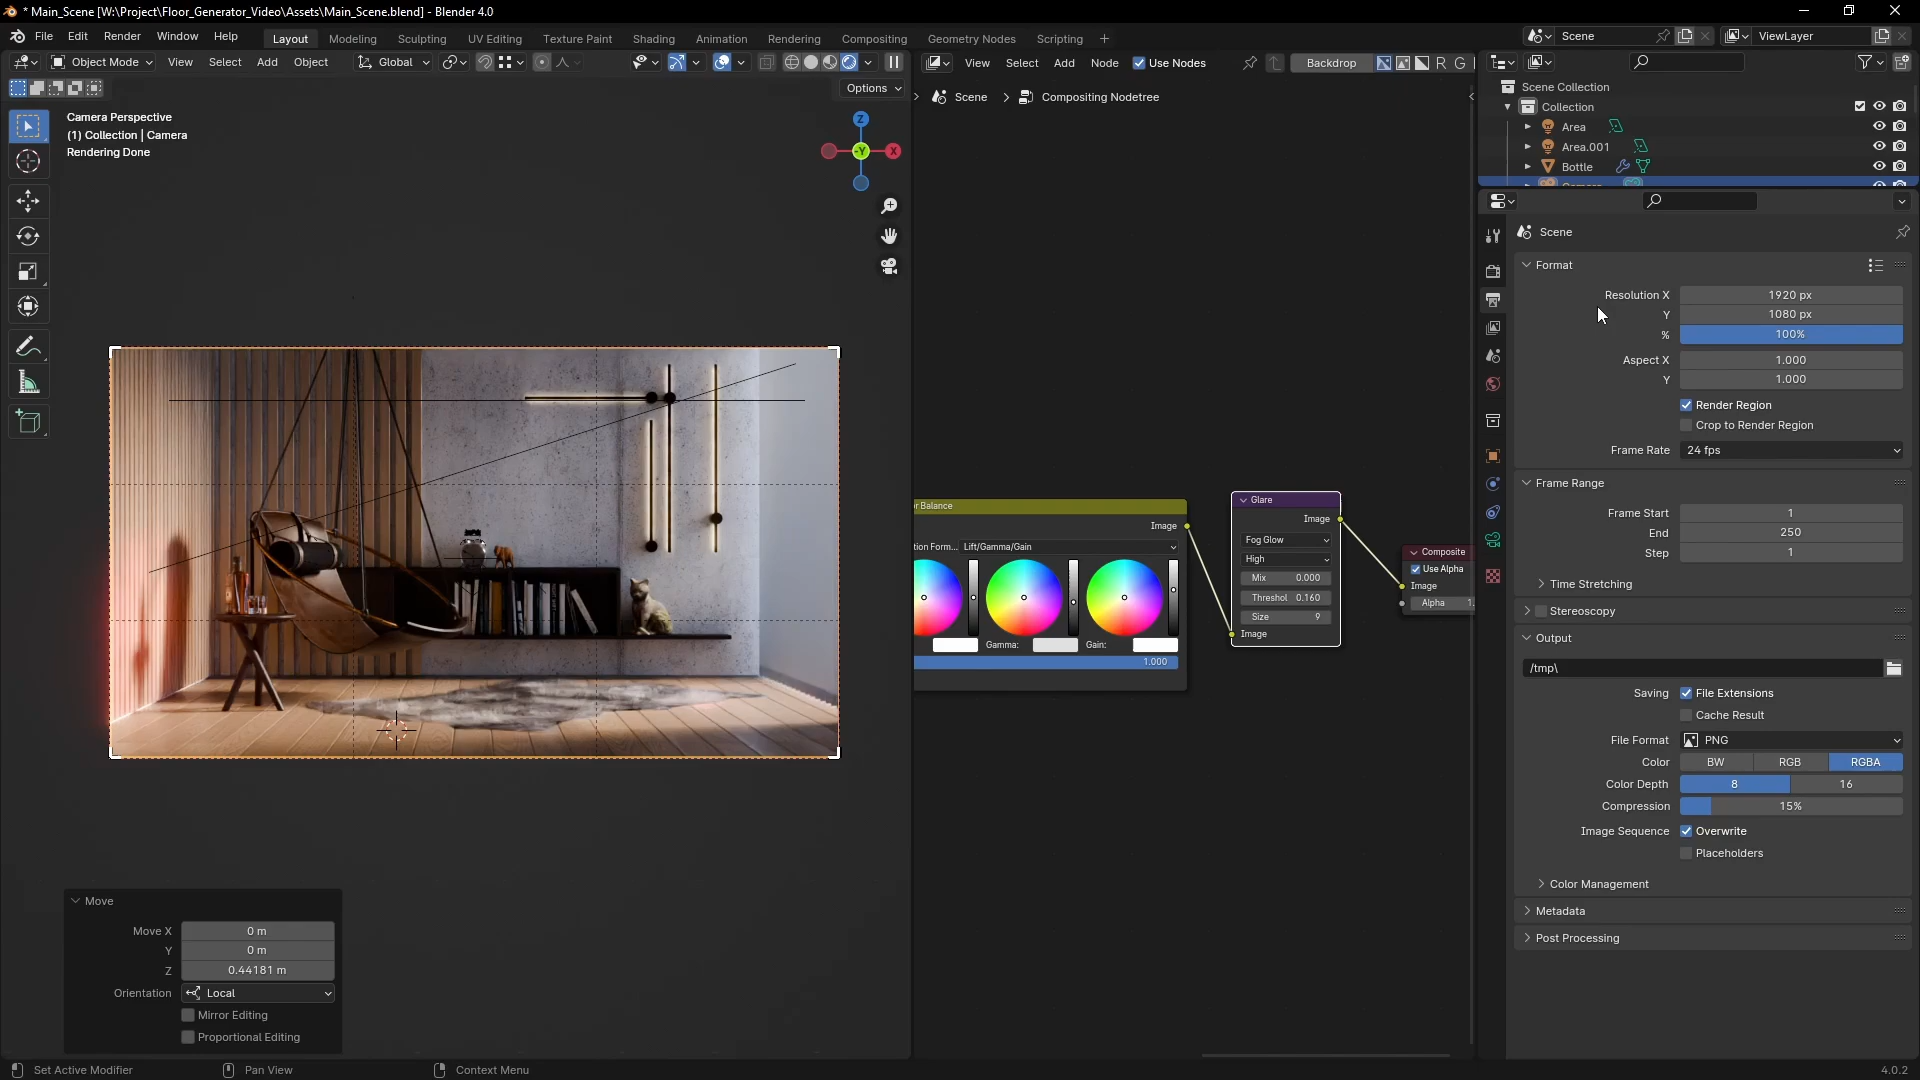 * Main_Scene [W:\Project\Floor_Generator_Video\Assets\Main_Scene.blend] - Blender 4.0
File Edit Render Window Help
Layout Modeling Sculpting UV Editing Texture Paint Shading Animation Rendering Compositing Geometry Nodes Scripting +
Scene
ViewLayer
Object Mode View Select Add Object Global
Options
Camera Perspective
(1) Collection | Camera
Rendering Done
Z
-Y
X
Move
Move X 0 m
Y 0 m
Z 0.44181 m
Orientation Local
Mirror Editing
Proportional Editing
View Select Add Node Use Nodes Backdrop R G
Scene > Compositing Nodetree
or Balance
Image
tion Form... Lift/Gamma/Gain
Gamma: Gain:
1.000
Glare
Image
Fog Glow
High
Mix 0.000
Threshol 0.160
Size 9
Image
Composite
Use Alpha
Image
Alpha 1.
Scene Collection
Collection
Area
Area.001
Bottle
Scene
Format
Resolution X 1920 px
Y 1080 px
% 100%
Aspect X 1.000
Y 1.000
Render Region
Crop to Render Region
Frame Rate 24 fps
Frame Range
Frame Start 1
End 250
Step 1
Time Stretching
Stereoscopy
Output
/tmp\
Saving File Extensions
Cache Result
File Format PNG
Color BW RGB RGBA
Color Depth 8 16
Compression 15%
Image Sequence Overwrite
Placeholders
Color Management
Metadata
Post Processing
Set Active Modifier
Pan View
Context Menu
4.0.2